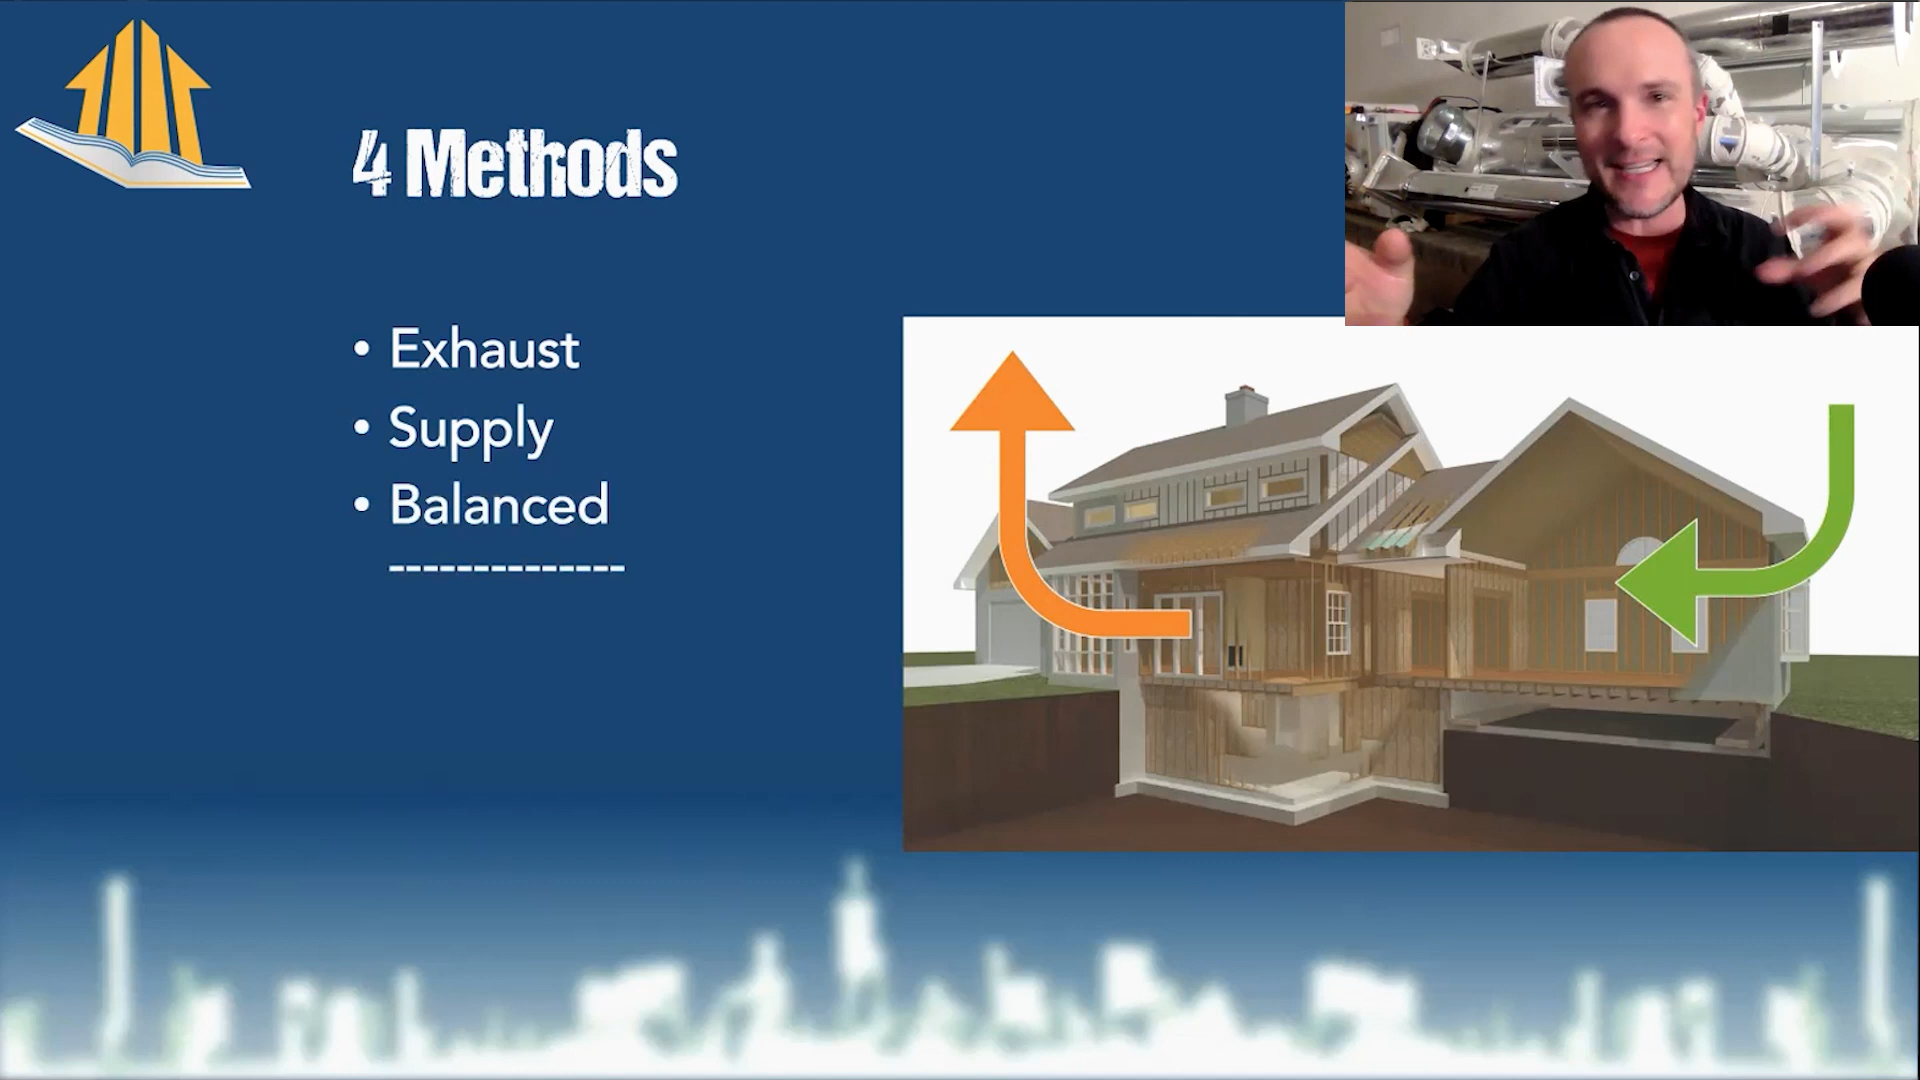 4 Methods
• Exhaust
• Supply
• Balanced
--------------